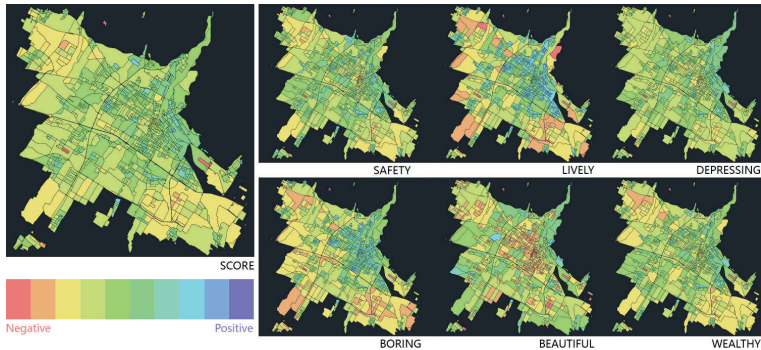 SAFETY
LIVELY
DEPRESSING
SCORE
Negative
Positive
BORING
BEAUTIFUL
WEALTHY